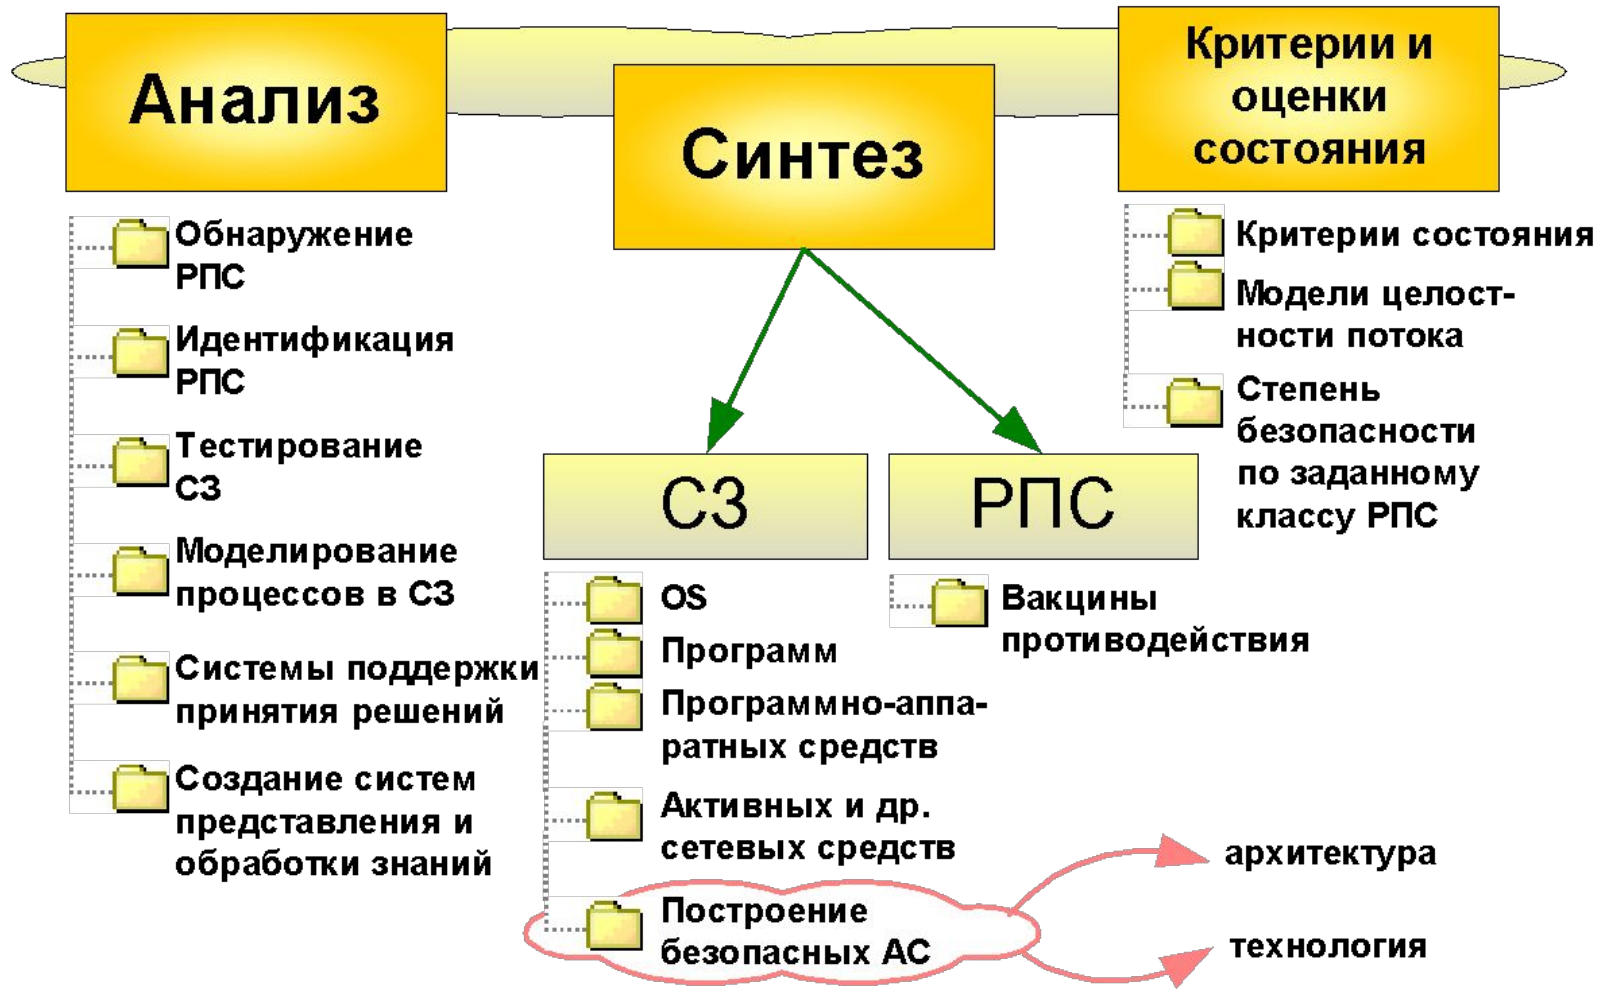 Анализ
Обнаружение
РПС
Идентификация
РПС
Тестирование
СЗ
Моделирование
процессов в СЗ
Системы поддержки
принятия решений
Создание систем
представления и
обработки знаний
Синтез
СЗ
OS
Программ
Программно-аппа-
ратных средств
Активных и др.
сетевых средств
Построение
безопасных АС
архитектура
технология
РПС
Вакцины
противодействия
Критерии и
оценки
состояния
Критерии состояния
Модели целост-
ности потока
Степень
безопасности
по заданному
классу РПС